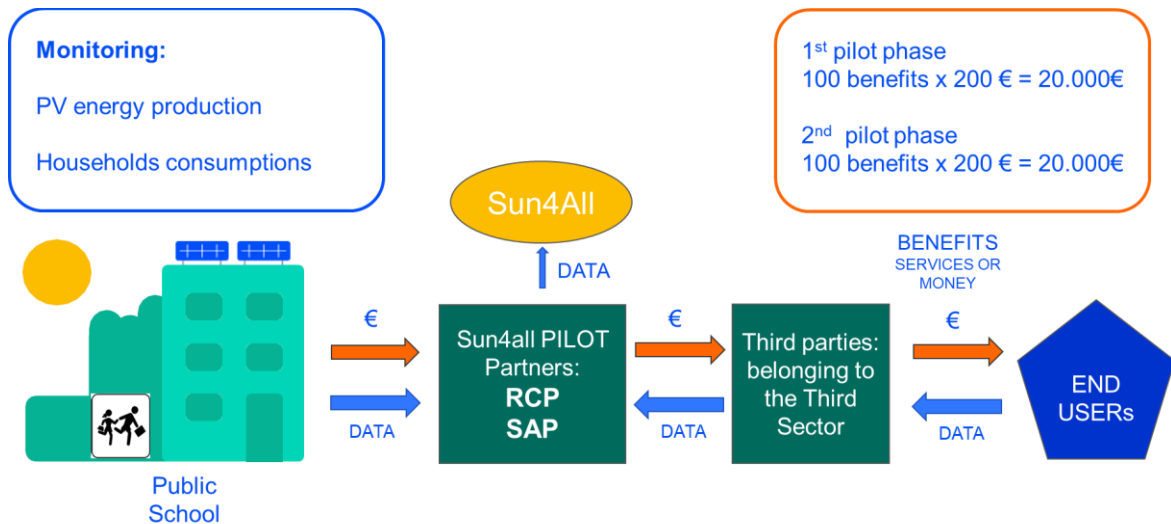 Monitoring:
PV energy production
Households consumptions
1st pilot phase
100 benefits x 200 € = 20.000€
2nd pilot phase
100 benefits x 200 € = 20.000€
Sun4All
DATA
BENEFITS
SERVICES OR
MONEY
€
€
€
Sun4all PILOT
Partners:
RCP
SAP
Third parties:
belonging to
the Third
Sector
END
USERs
DATA
DATA
DATA
Public
School